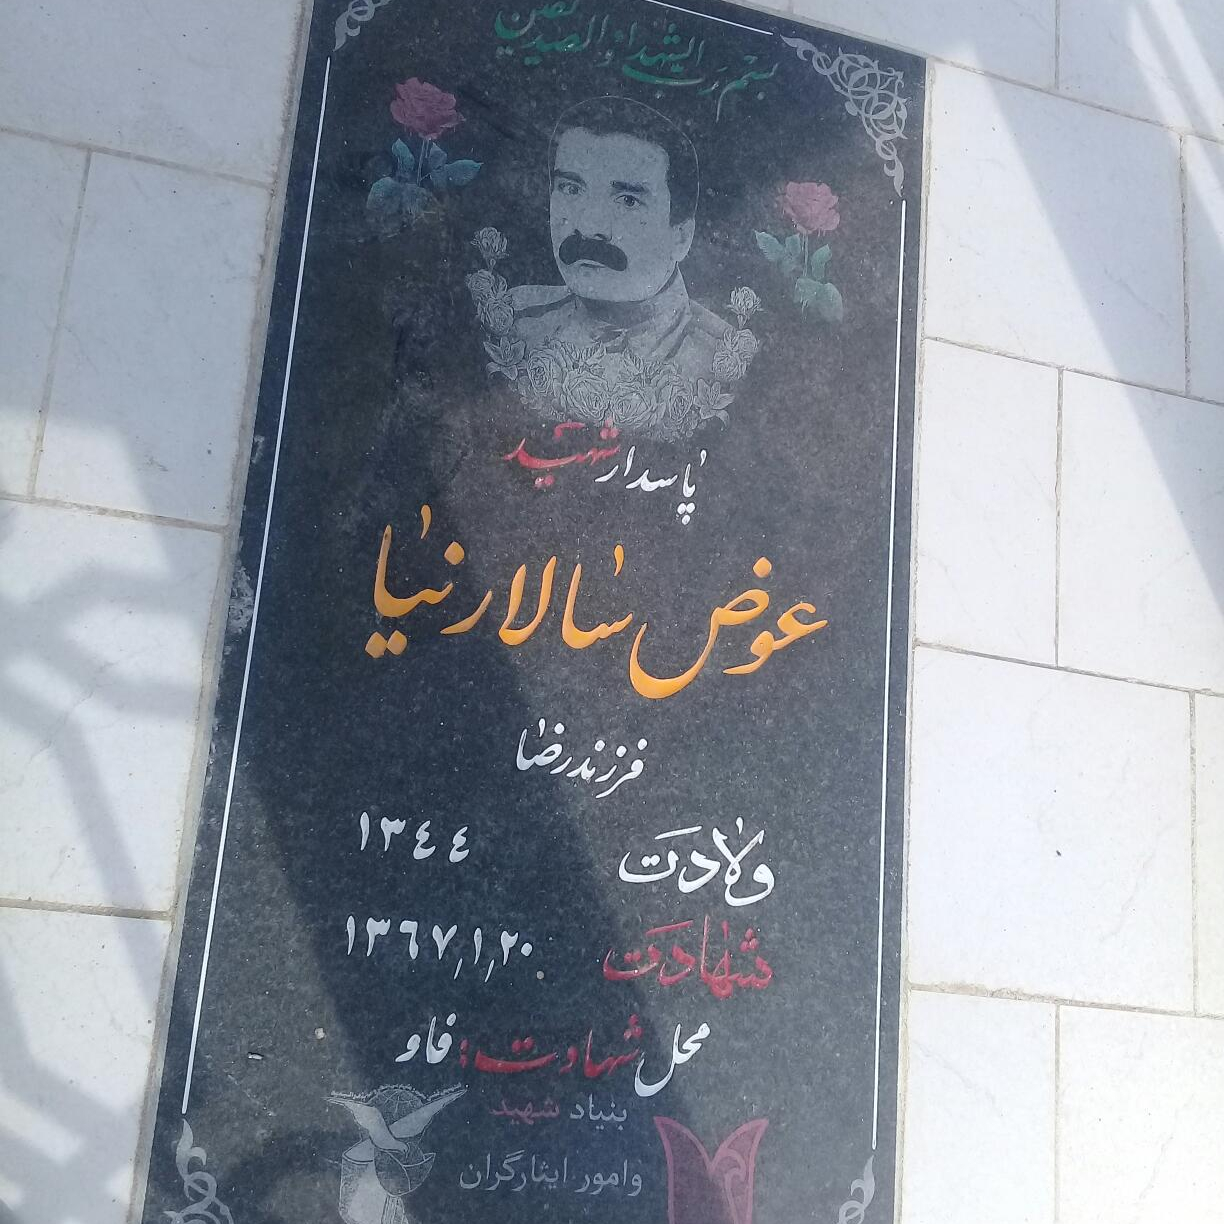 بسم رب الشهداء والصدیقین
پاسدار شهید
عوض سالارنیا
فرزند رضا
ولادت ۱۳۴۴
شهادت ۱۳۶۷,۱,۲۰
محل شهادت: فاو
بنیاد شهید
وامور ایثارگران